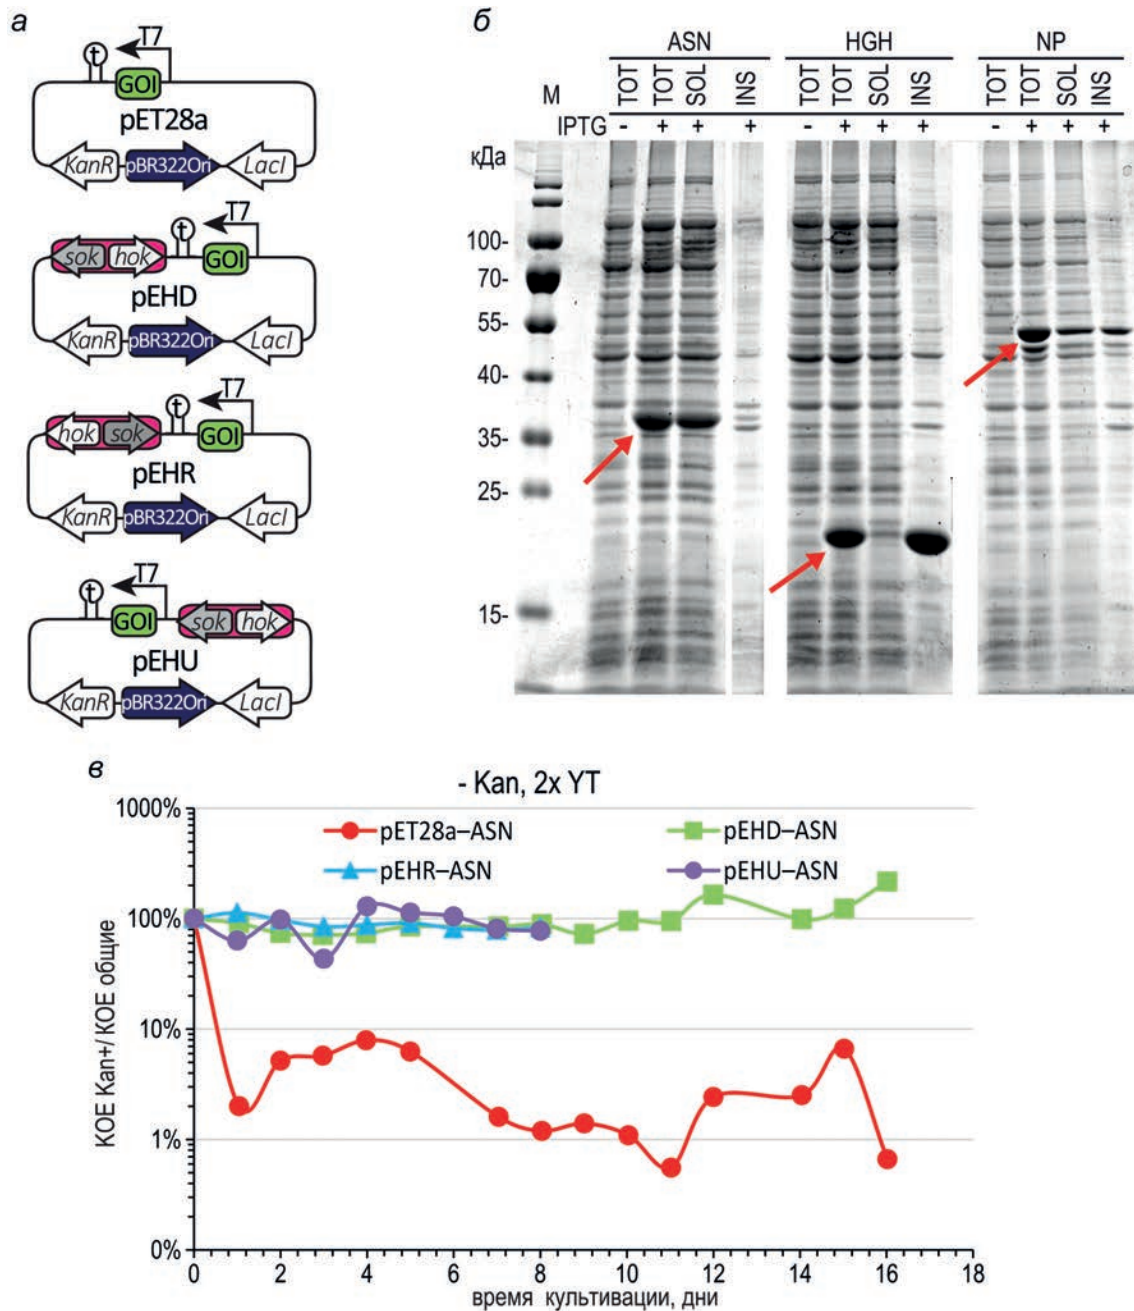 а
T7
t
GOI
pET28a
KanR pBR322Ori LacI
T7
t
sok hok GOI
pEHD
KanR pBR322Ori LacI
T7
t
hok sok GOI
pEHR
KanR pBR322Ori LacI
T7
t
GOI sok hok
pEHU
KanR pBR322Ori LacI
б
ASN HGH NP
M TOT TOT SOL INS TOT TOT SOL INS TOT TOT SOL INS
IPTG - + + + - + + + - + + +
кДа
100-
70-
55-
40-
35-
25-
15-
в
- Kan, 2x YT
1000%
100%
10%
1%
0%
pET28a–ASN pEHD–ASN
pEHR–ASN pEHU–ASN
КОЕ Kan+/ КОЕ общие
0 2 4 6 8 10 12 14 16 18
время культивации, дни